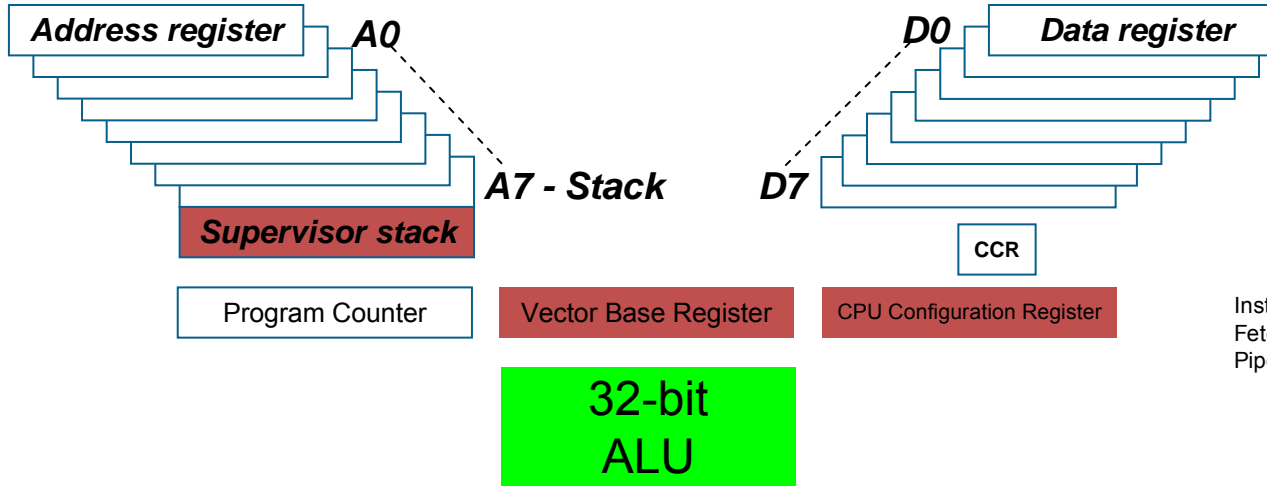 Address register
A0
D0
Data register
A7 - Stack
D7
Supervisor stack
CCR
Program Counter
Vector Base Register
CPU Configuration Register
32-bit
ALU